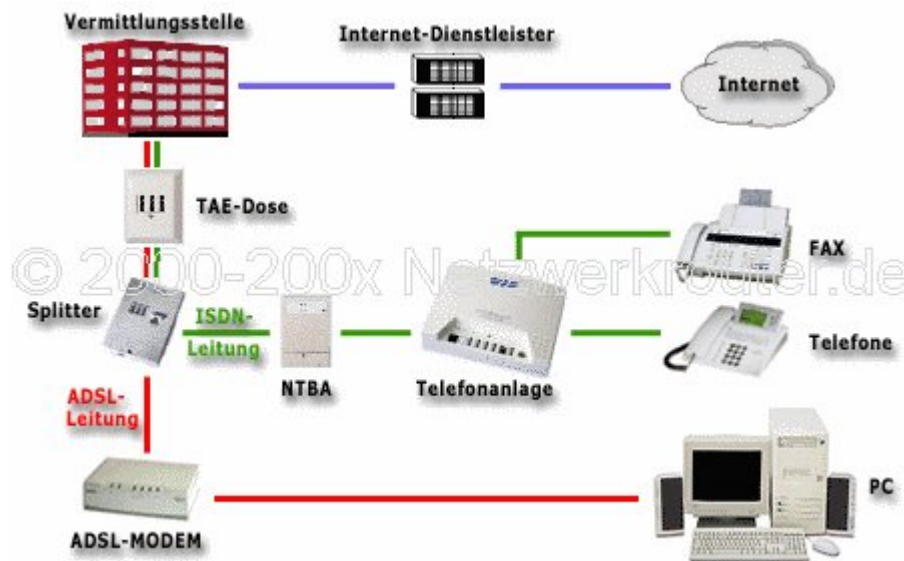 Vermittlungsstelle
Internet-Dienstleister
Internet
TAE-Dose
FAX
© 2000-200x Netzwerkrouter.de
Splitter
ISDN-
Leitung
NTBA
Telefonanlage
Telefone
ADSL-
Leitung
ADSL-MODEM
PC